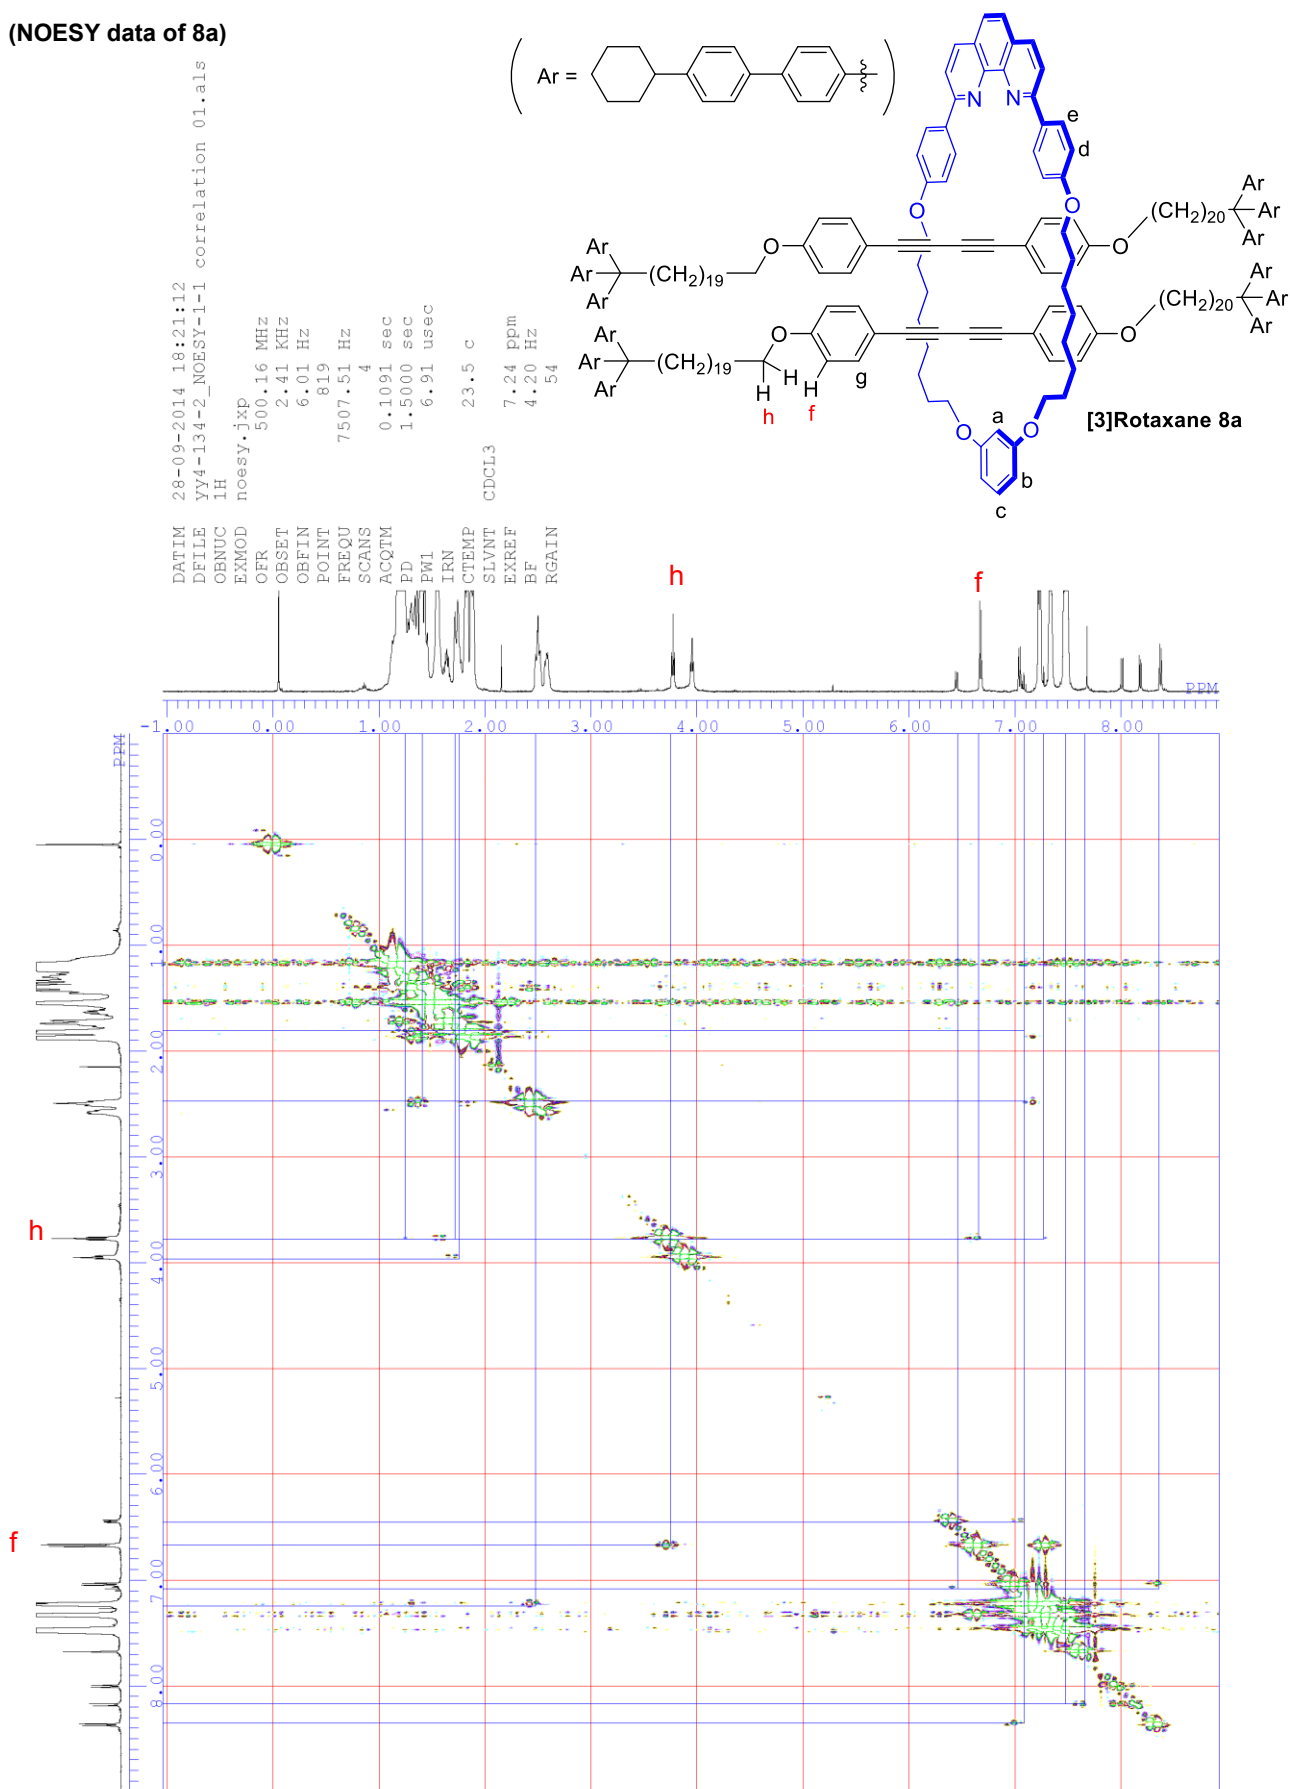 (NOESY data of 8a)
Ar =
N
N
e
d
O
O
(CH2)20
Ar
Ar
Ar
O
O
Ar
Ar
Ar
(CH2)19
(CH2)20
Ar
Ar
Ar
O
O
Ar
Ar
Ar
(CH2)19
H
H
H
g
h
f
a
O
O
b
c
[3]Rotaxane 8a
DATIM 28-09-2014 18:21:12
DFILE yy4-134-2_NOESY-1-1 correlation 01.als
OBNUC 1H
EXMOD noesy.jxp
OFR 500.16 MHz
OBSET 2.41 KHz
OBFIN 6.01 Hz
POINT 819
FREQU 7507.51 Hz
SCANS 4
ACQTM 0.1091 sec
PD 1.5000 sec
PW1 6.91 usec
IRN
CTEMP 23.5 c
SLVNT CDCL3
EXREF 7.24 ppm
BF 4.20 Hz
RGAIN 54
h
f
PPM
-1.00 0.00 1.00 2.00 3.00 4.00 5.00 6.00 7.00 8.00
PPM
0.00
1.00
2.00
3.00
h
4.00
5.00
6.00
f
7.00
8.00